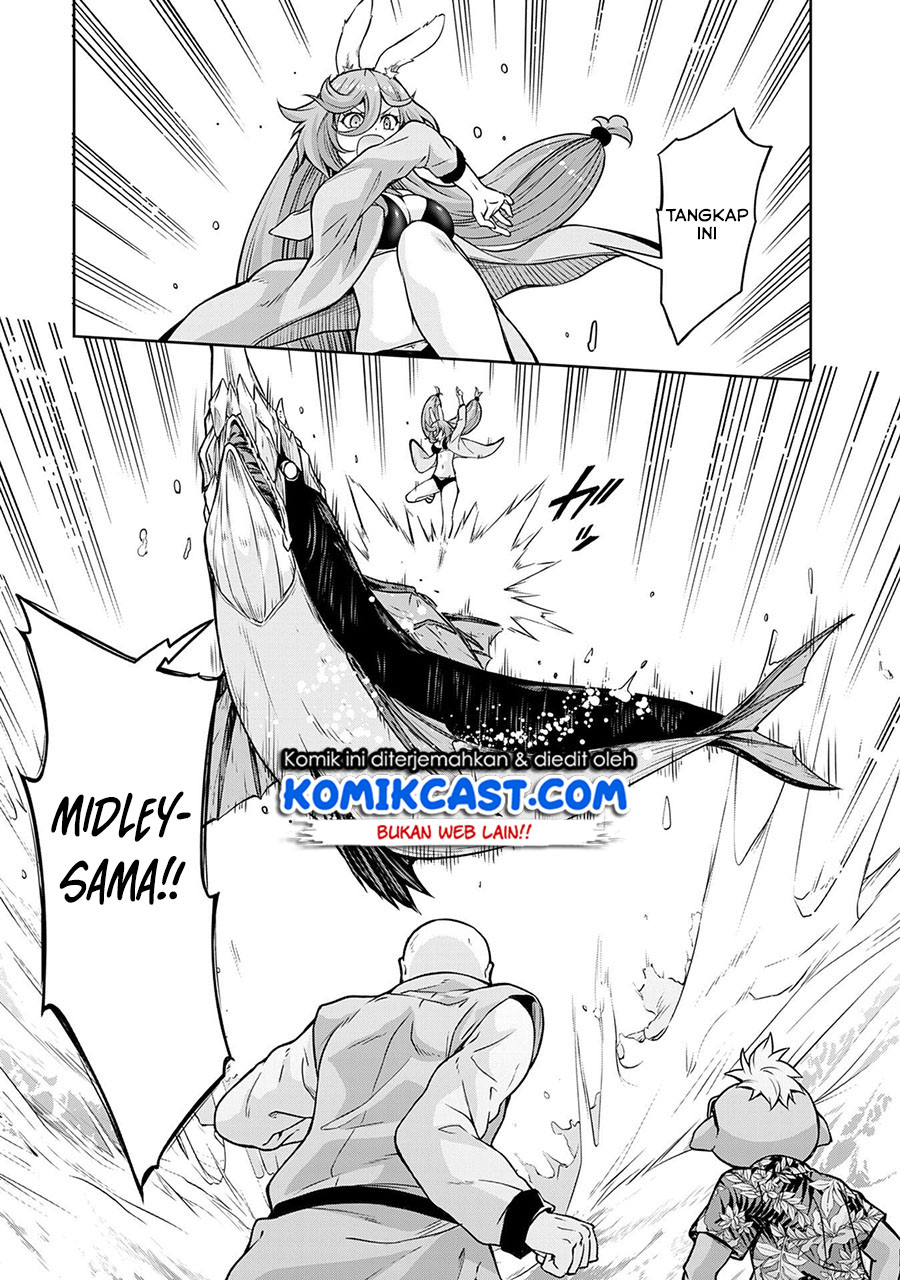 TANGKAP
INI
ガッ
Komik ini diterjemahkan & diedit oleh
KOMIKCAST.COM
BUKAN WEB LAIN!!
MIDLEY-
SAMA!!